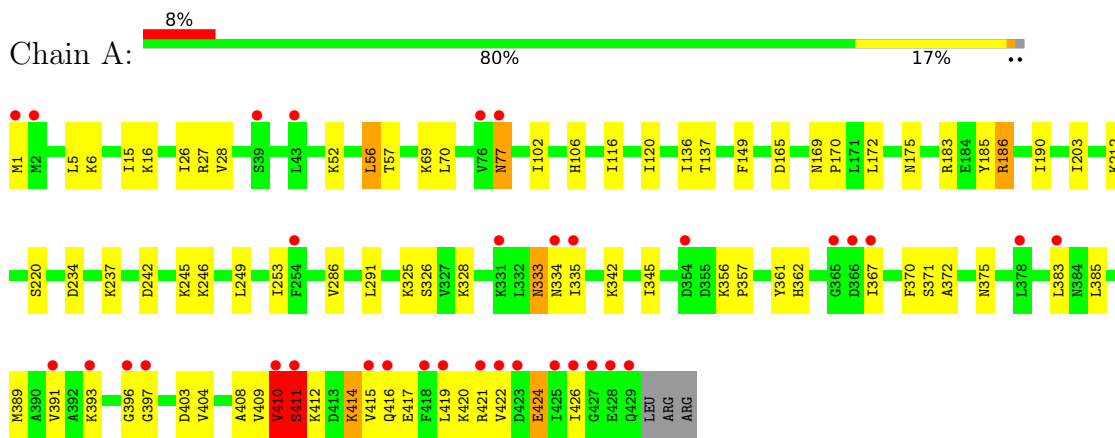 8%
Chain A:
80% 17% ••
M1 M2 L5 K6 I15 K16 I26 R27 V28 S39 L43 K52 L56 T57 K69 L70 V76 N77 I102 H106 I116 I120 I136 T137 F149 D165 N169 P170 L171 L172 N175 R183 E184 Y185 R186 I190 I203 K212
S220 D234 K237 D242 K245 K246 L249 I253 F254 V286 L291 K325 S326 V327 K328 K331 L332 N333 N334 I335 K342 I345 D354 D355 K356 P357 Y361 H362 G365 D366 I367 F370 S371 A372 N375 L378 L383 N384 L385
M389 A390 V391 A392 K393 G396 G397 D403 V404 A408 V409 V410 S411 K412 D413 K414 V415 Q416 E417 F418 L419 K420 R421 V422 D423 E424 I425 I426 G427 E428 Q429 LEU ARG ARG